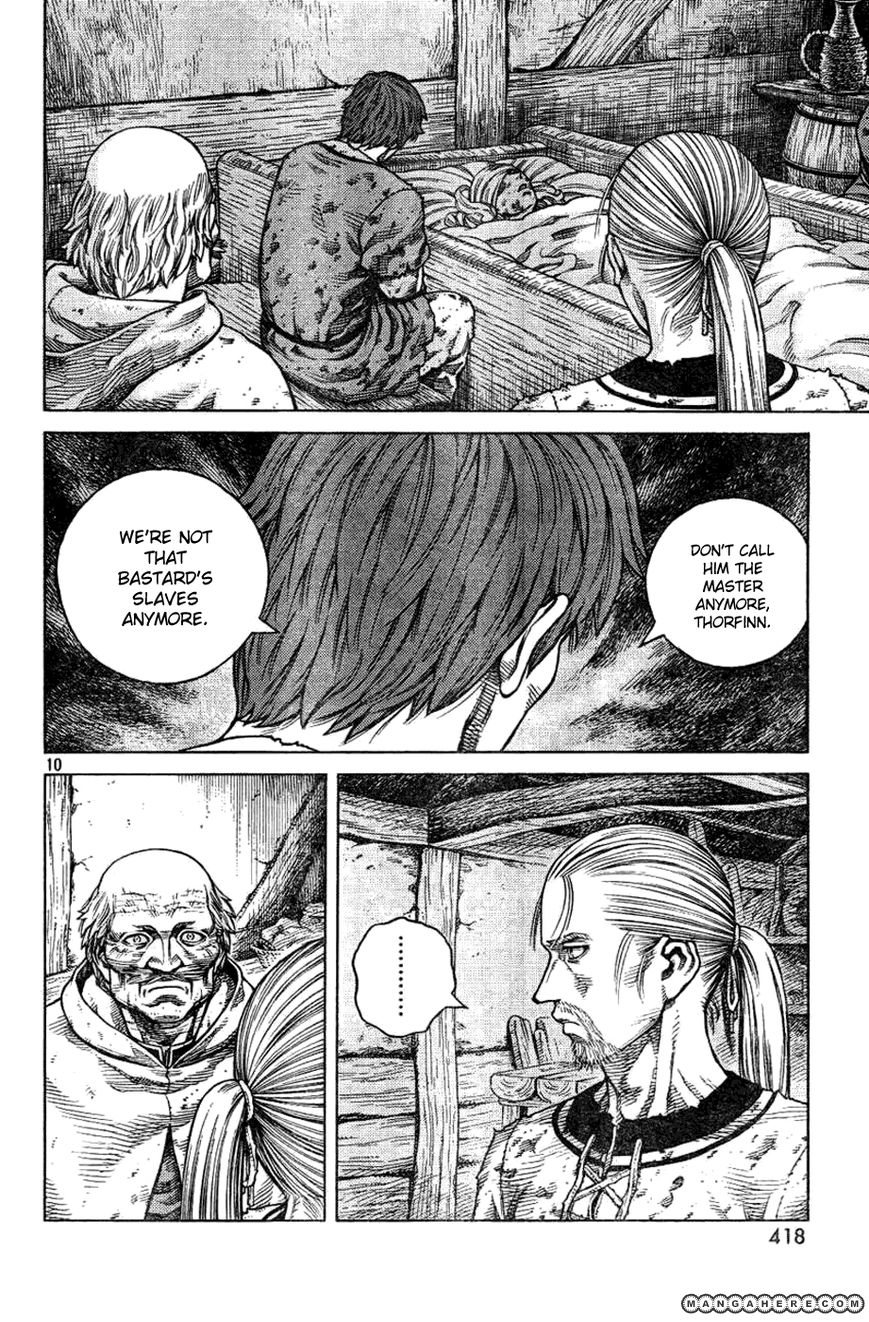 DON'T CALL
HIM THE
MASTER
ANYMORE,
THORFINN.
WE'RE NOT
THAT
BASTARD'S
SLAVES
ANYMORE.
10
.........
418
MANGAHERE.COM